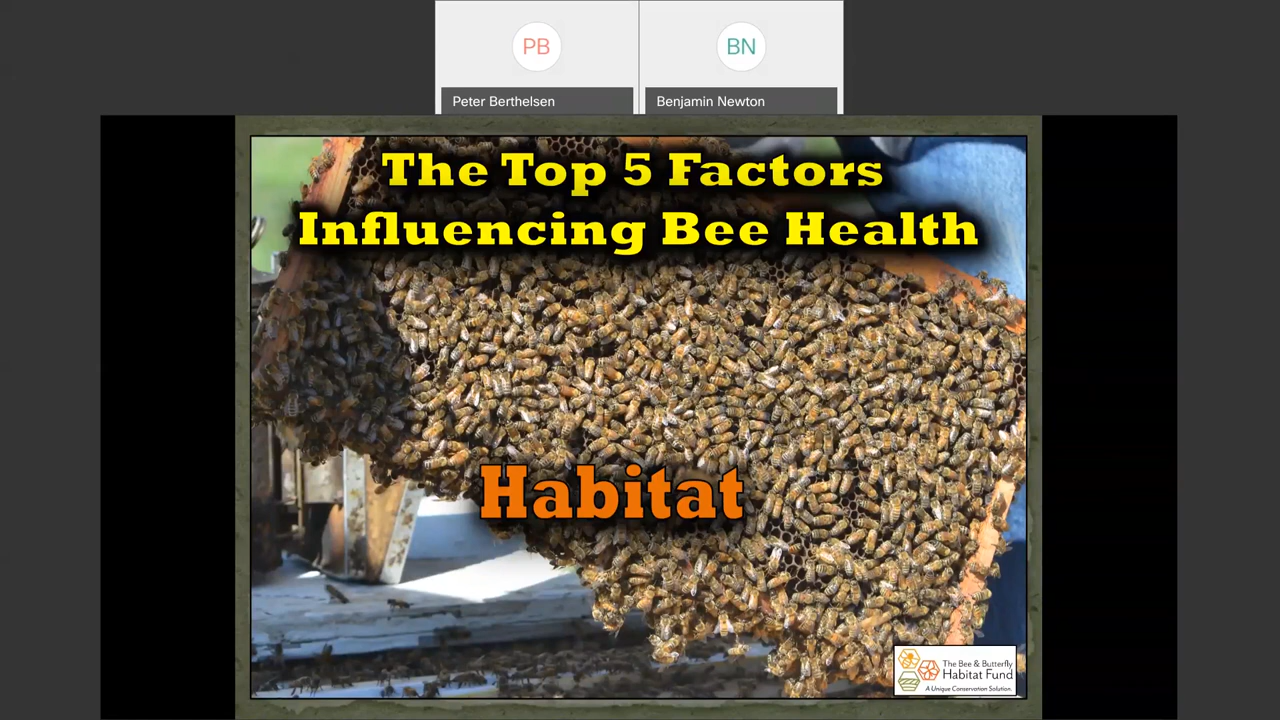 PB
BN
Peter Berthelsen
Benjamin Newton
The Top 5 Factors
Influencing Bee Health
Habitat
The Bee & Butterfly
Habitat Fund
A Unique Conservation Solution.